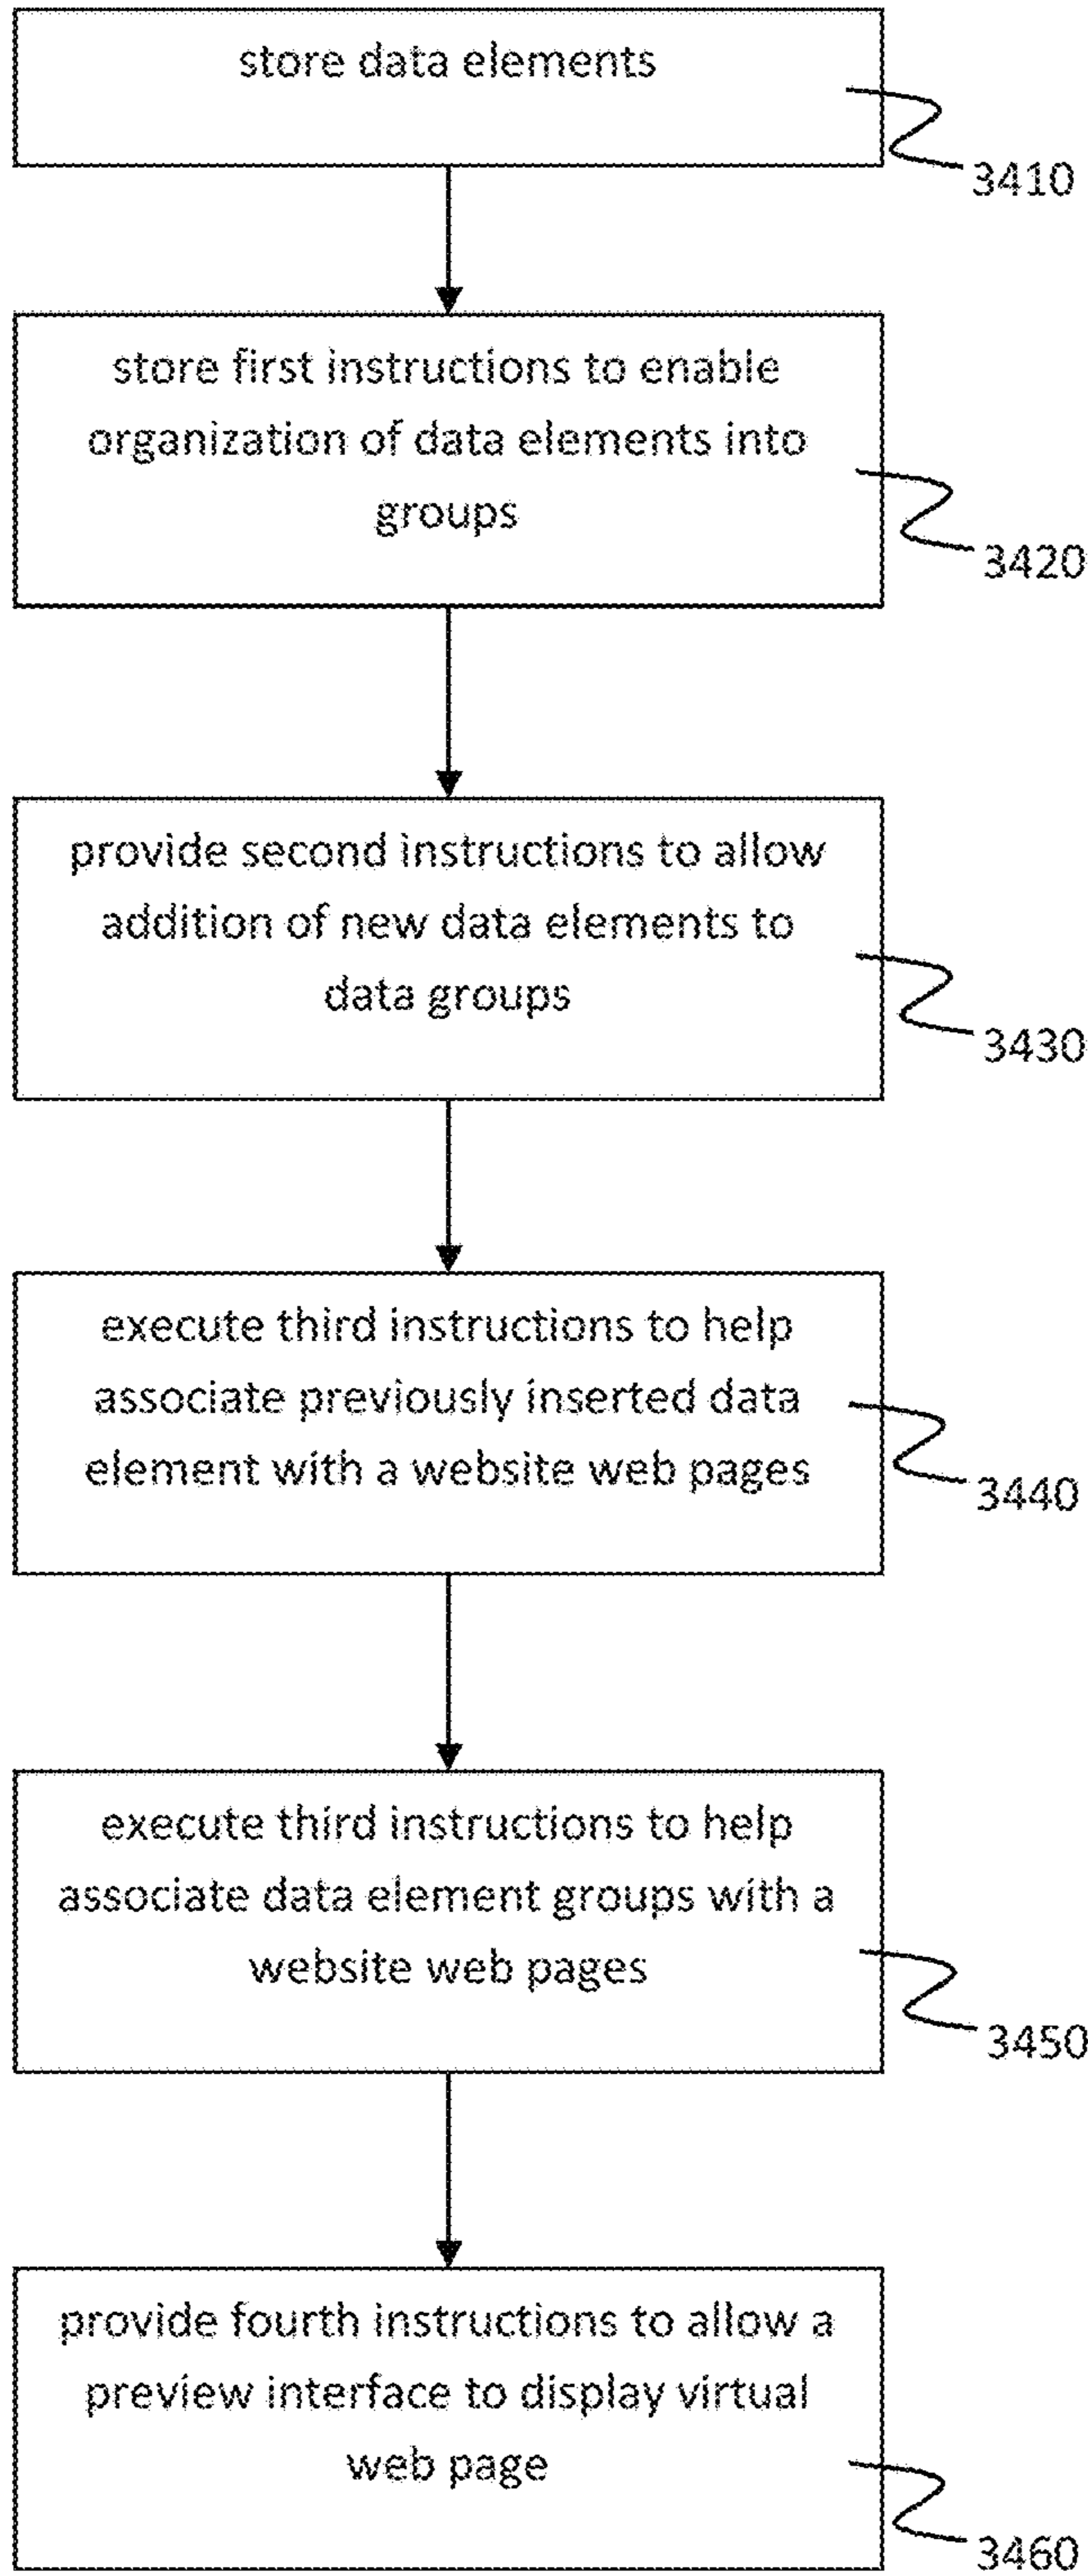 store data elements
3410
store first instructions to enable
organization of data elements into
groups
3420
provide second instructions to allow
addition of new data elements to
data groups
3430
execute third instructions to help
associate previously inserted data
element with a website web pages
3440
execute third instructions to help
associate data element groups with a
website web pages
3450
provide fourth instructions to allow a
preview interface to display virtual
web page
3460